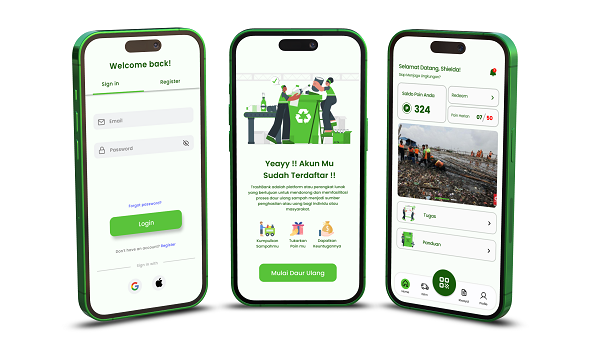 Welcome back!
Sign in
Register
Email
Password
Forgot password?
Login
Don't have an account? Register
Sign in with
Yeayy !! Akun Mu
Sudah Terdaftar !!
TrashBank adalah platform atau perangkat lunak
yang bertujuan untuk mendorong dan memfasilitasi
proses daur ulang sampah menjadi sumber
penghasilan atau uang bagi individu atau
masyarakat.
Kumpulkan
Sampahmu
Tukarkan
Poin mu
Dapatkan
Keuntungannya
Mulai Daur Ulang
Selamat Datang, Shielda!
Siap Menjaga lingkungan?
Saldo Poin Anda
324
Redeem
Poin Harian
07/50
Tugas
Panduan
Home
Riwayat
Profile